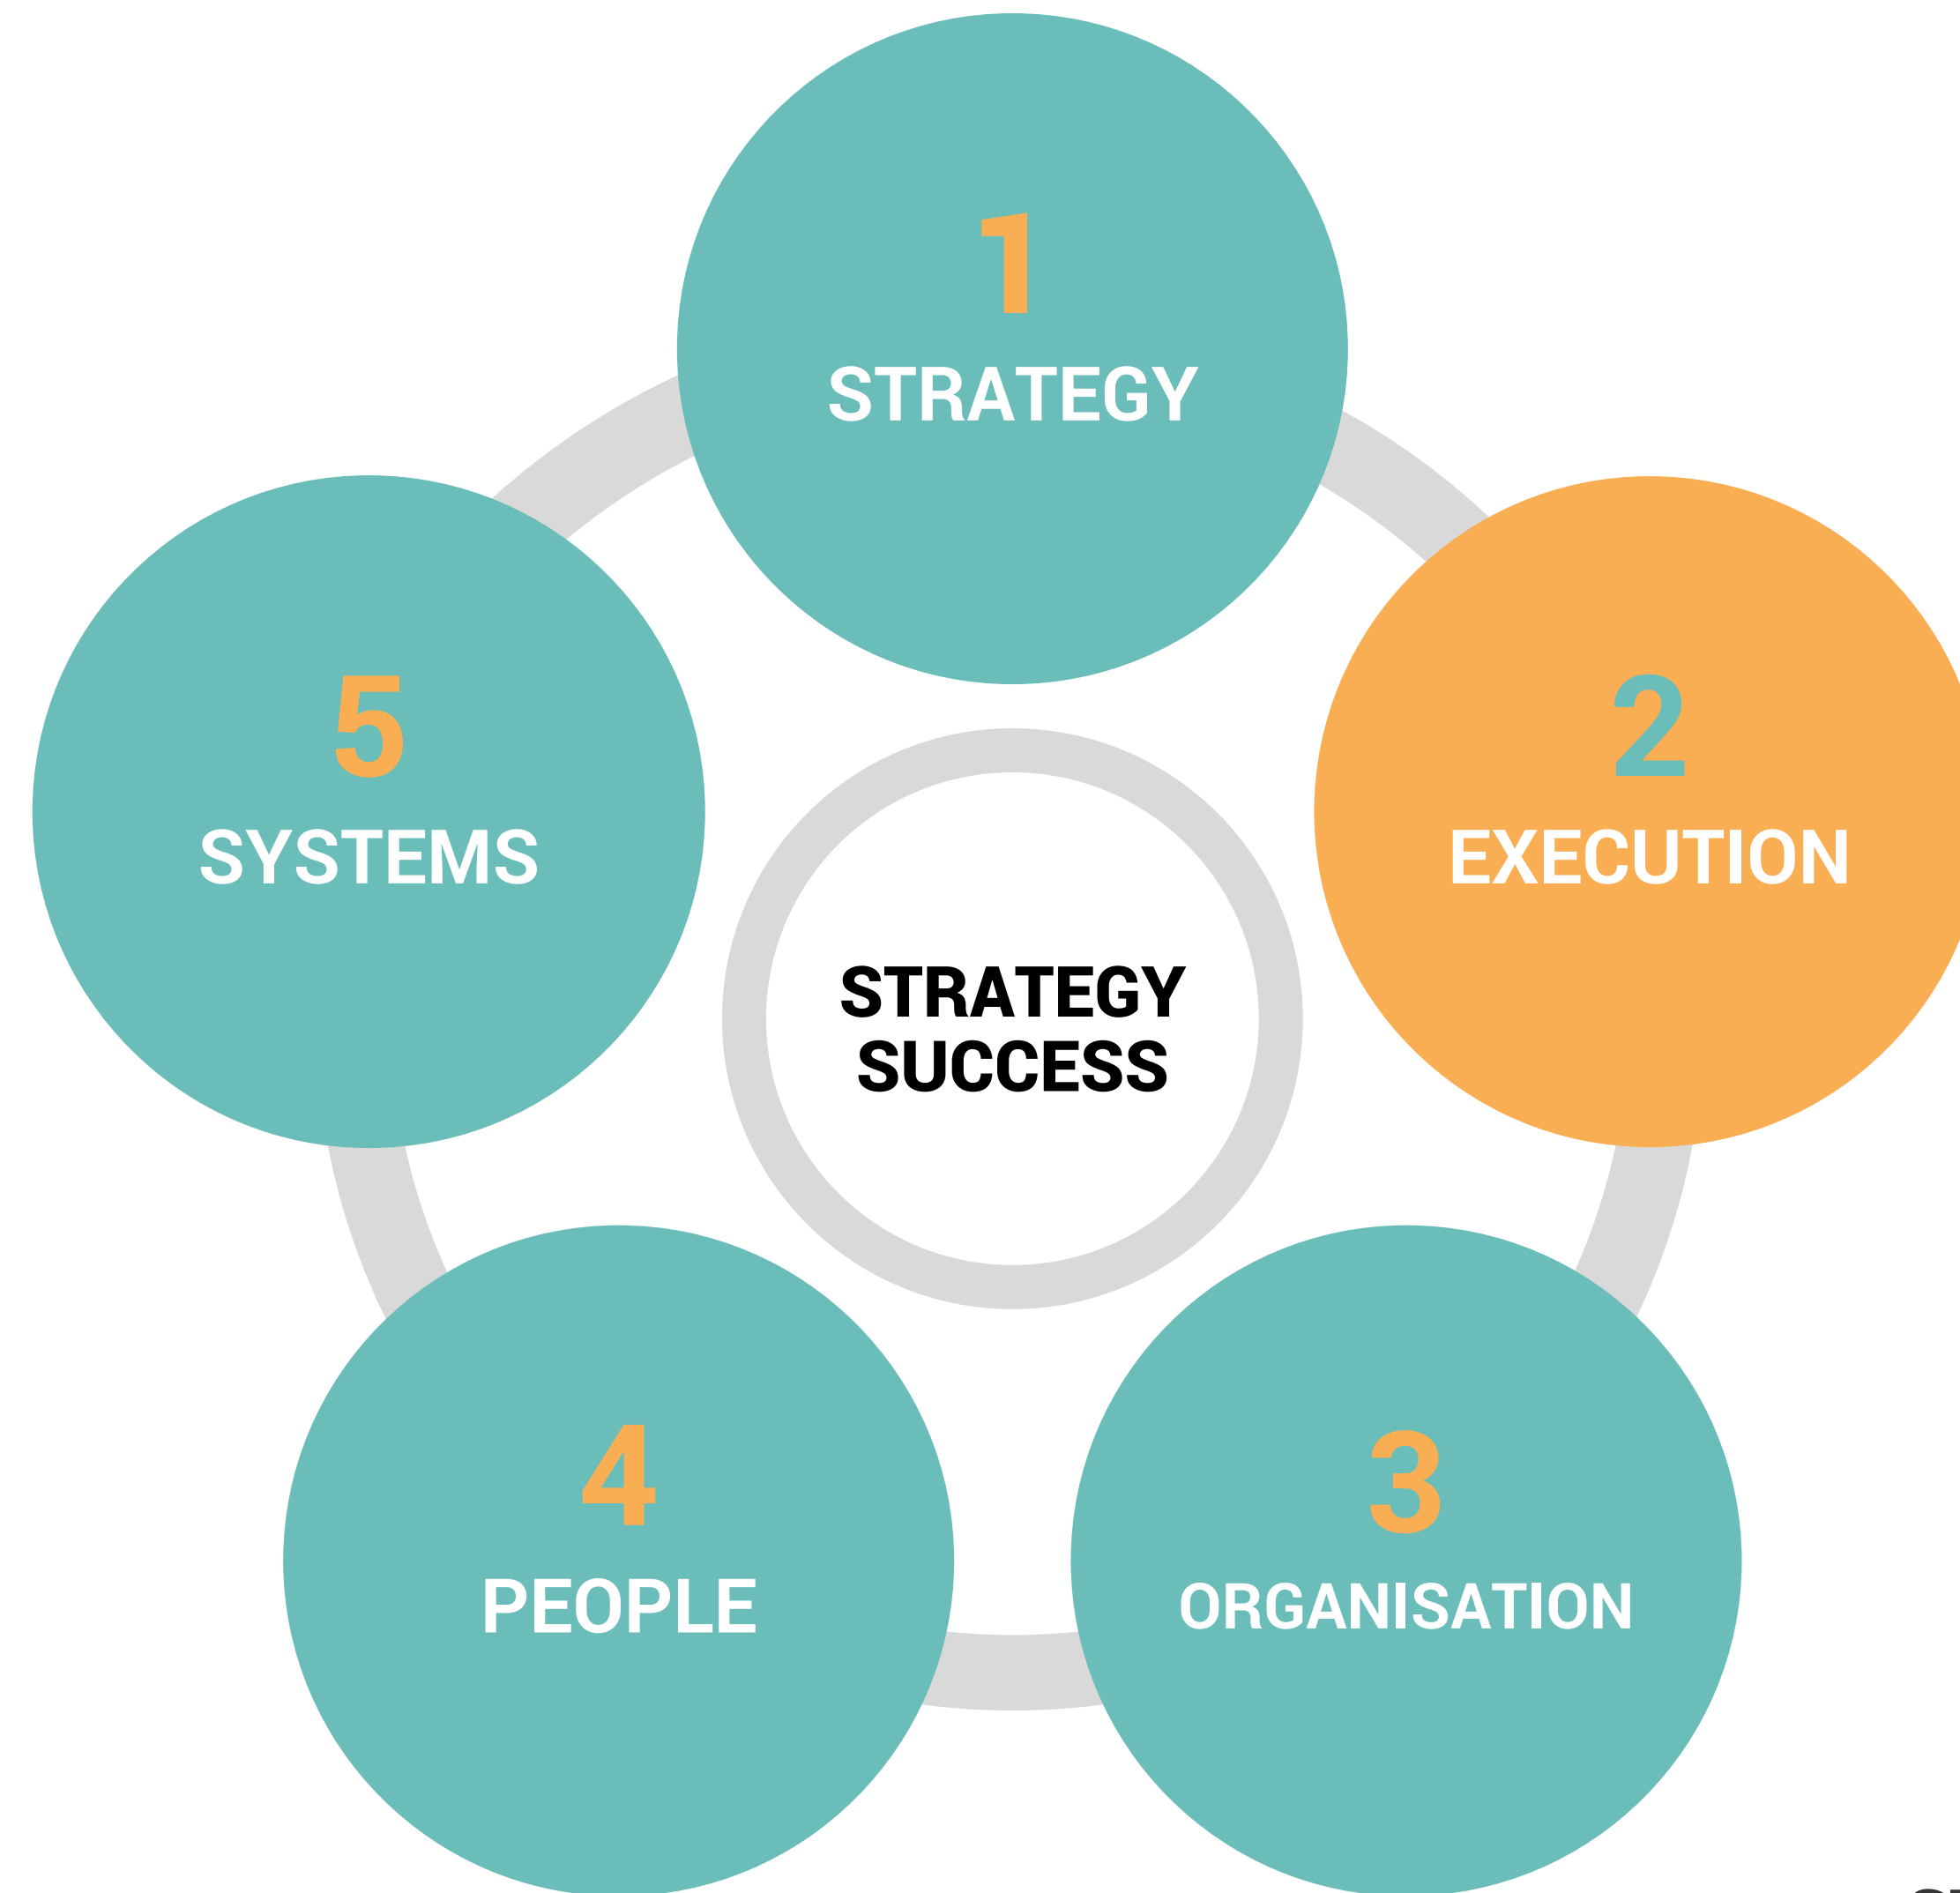 1
STRATEGY
2
EXECUTION
3
ORGANISATION
4
PEOPLE
5
SYSTEMS
STRATEGY
SUCCESS